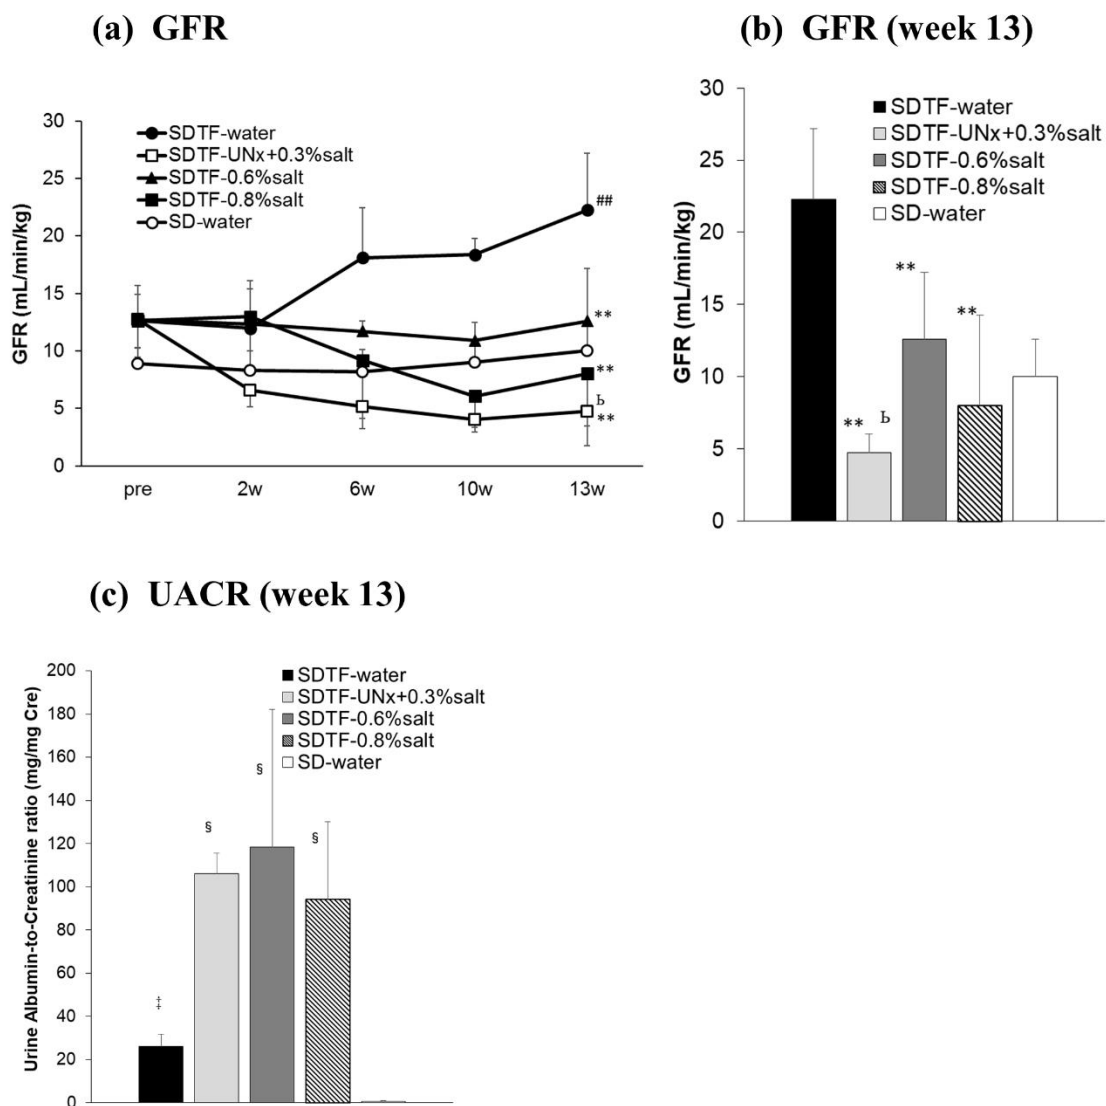 (a) GFR
SDTF-water
SDTF-UNx+0.3%salt
SDTF-0.6%salt
SDTF-0.8%salt
SD-water
GFR (mL/min/kg)
30
25
20
15
10
5
0
pre
2w
6w
10w
13w
##
**
**
ь
**
(b) GFR (week 13)
SDTF-water
SDTF-UNx+0.3%salt
SDTF-0.6%salt
SDTF-0.8%salt
SD-water
GFR (mL/min/kg)
30
25
20
15
10
5
0
** ь
**
**
(c) UACR (week 13)
SDTF-water
SDTF-UNx+0.3%salt
SDTF-0.6%salt
SDTF-0.8%salt
SD-water
Urine Albumin-to-Creatinine ratio (mg/mg Cre)
200
180
160
140
120
100
80
60
40
20
0
‡
§
§
§